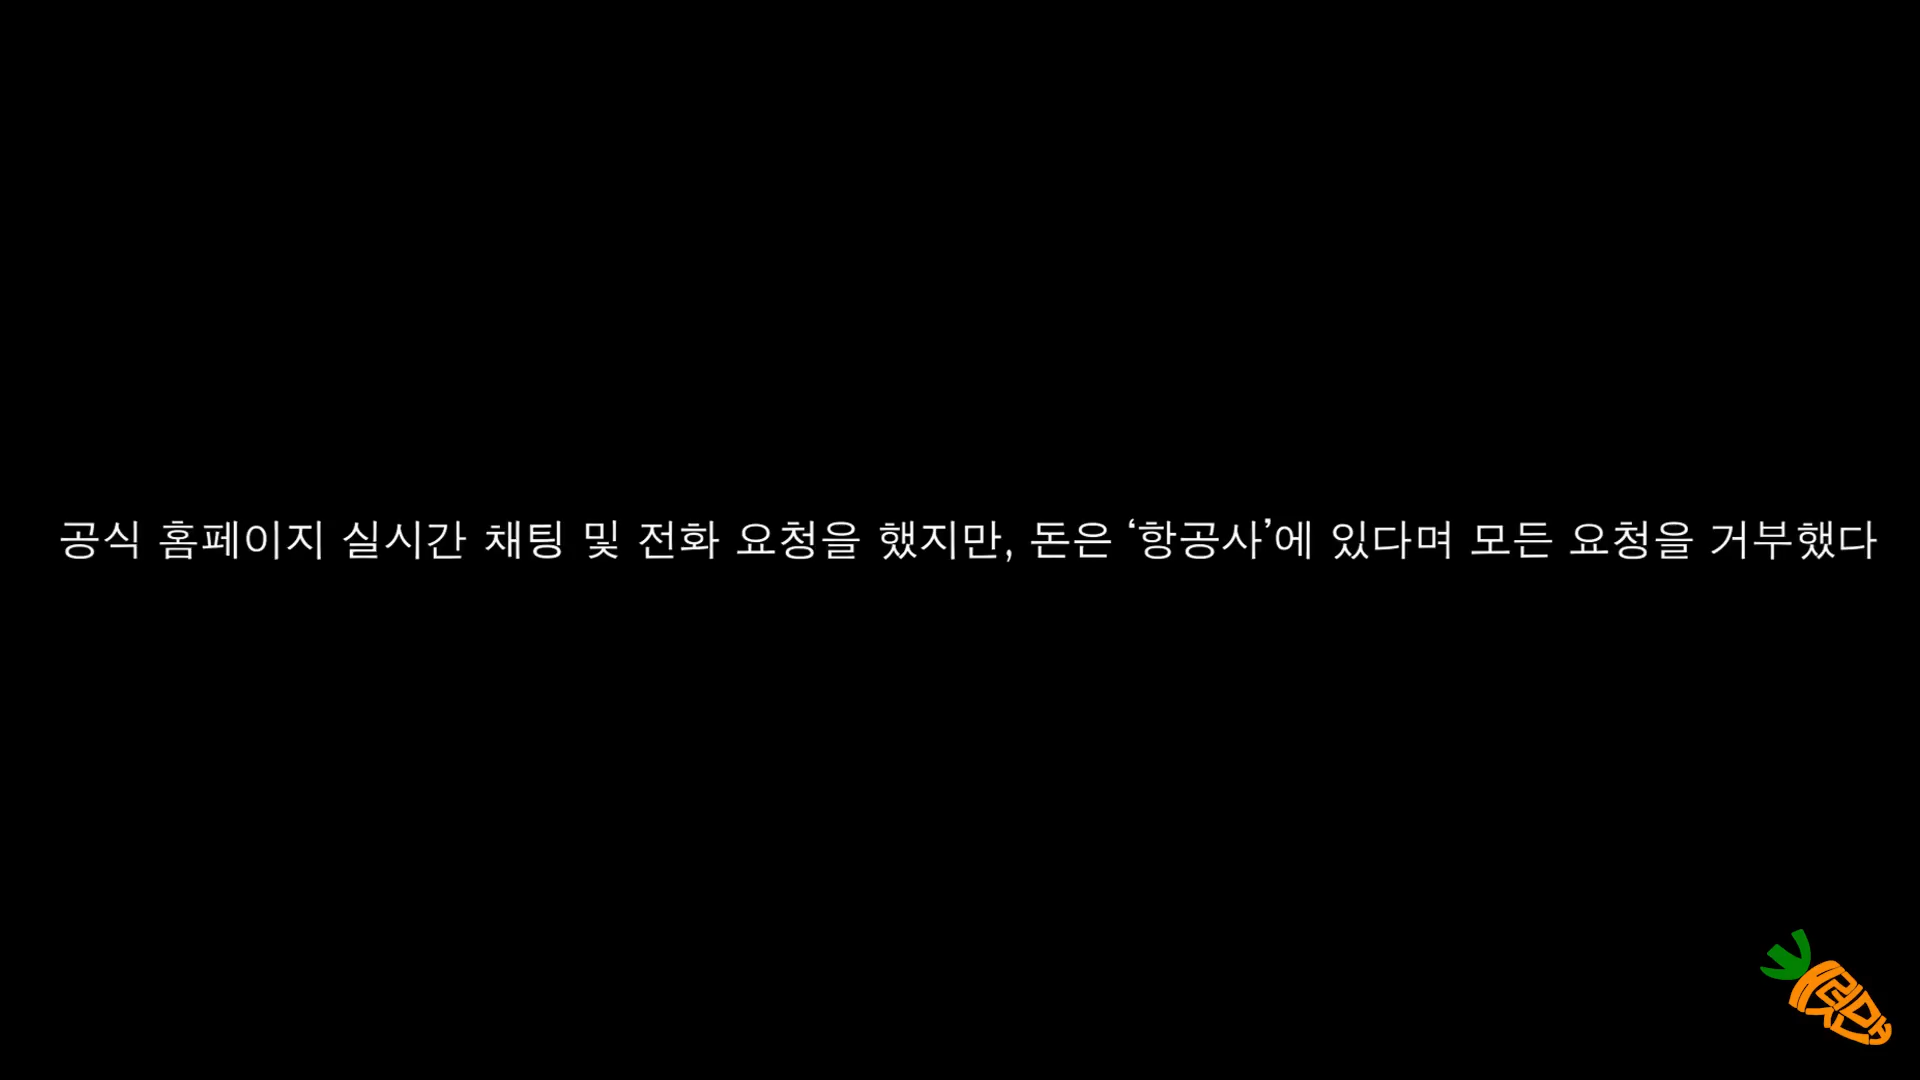 공식 홈페이지 실시간 채팅 및 전화 요청을 했지만, 돈은 ‘항공사’에 있다며 모든 요청을 거부했다